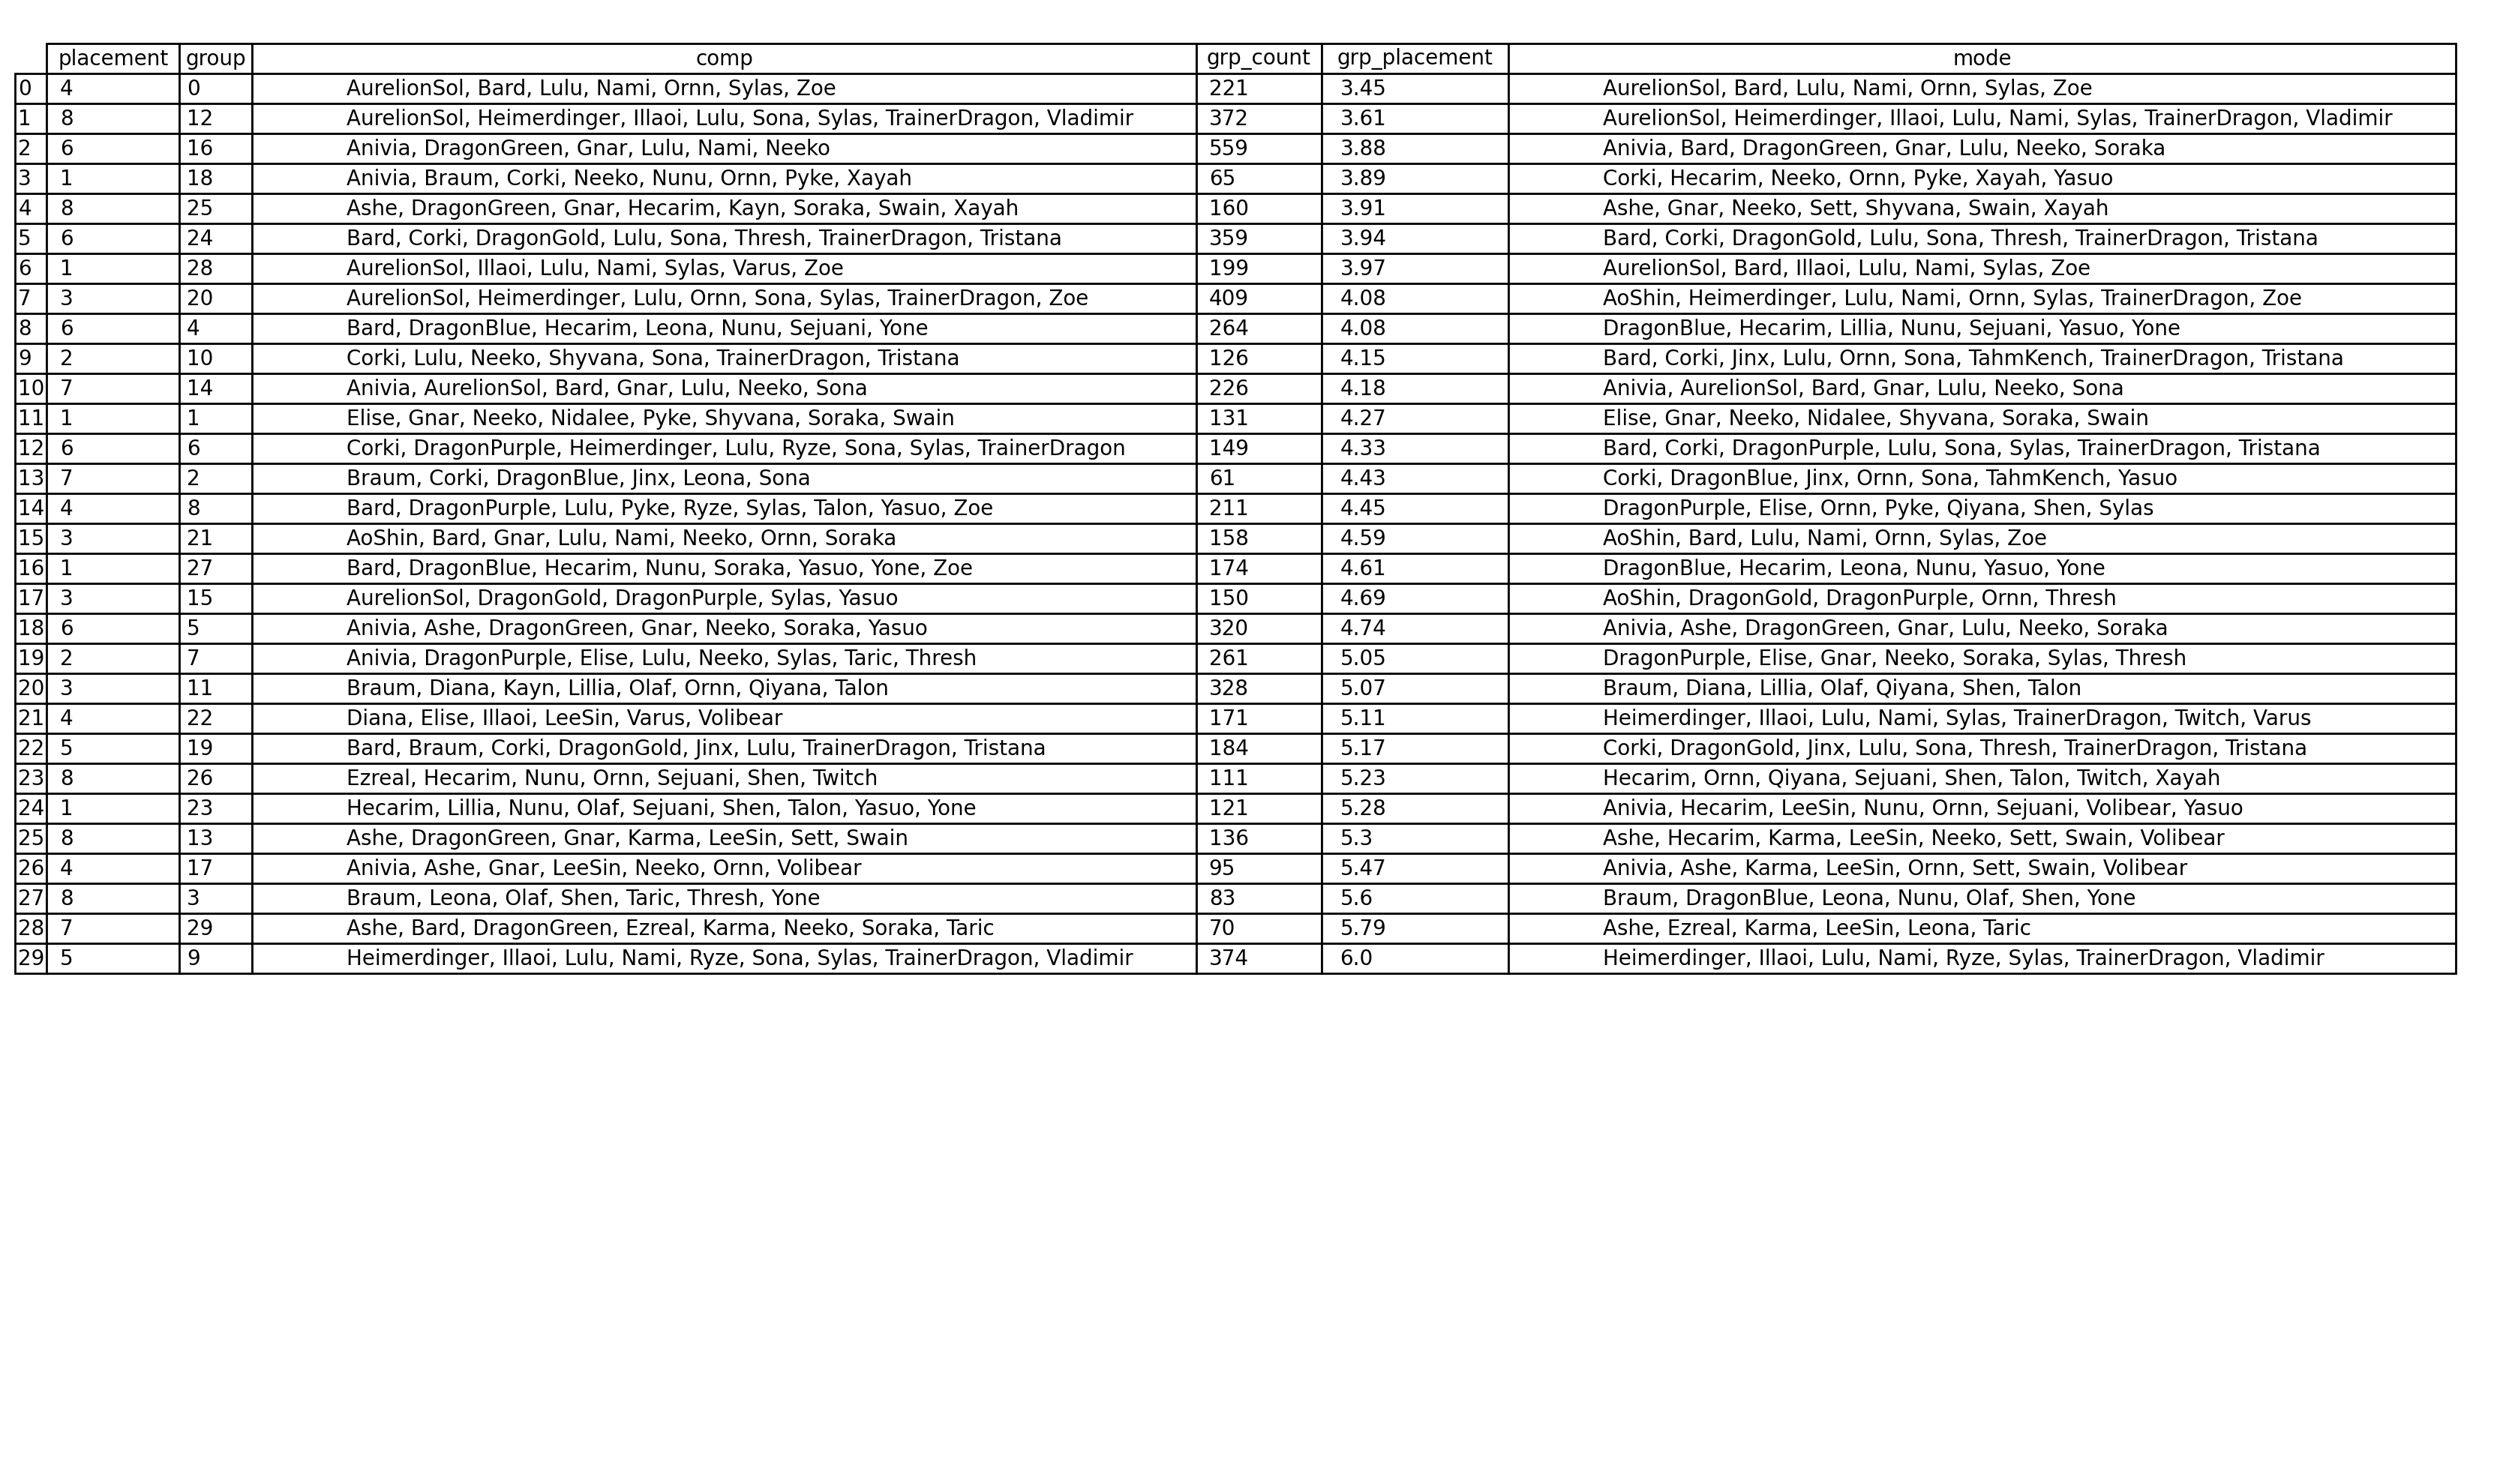 placement group comp grp_count grp_placement mode
0 4 0 AurelionSol, Bard, Lulu, Nami, Ornn, Sylas, Zoe 221 3.45 AurelionSol, Bard, Lulu, Nami, Ornn, Sylas, Zoe
1 8 12 AurelionSol, Heimerdinger, Illaoi, Lulu, Sona, Sylas, TrainerDragon, Vladimir 372 3.61 AurelionSol, Heimerdinger, Illaoi, Lulu, Nami, Sylas, TrainerDragon, Vladimir
2 6 16 Anivia, DragonGreen, Gnar, Lulu, Nami, Neeko 559 3.88 Anivia, Bard, DragonGreen, Gnar, Lulu, Neeko, Soraka
3 1 18 Anivia, Braum, Corki, Neeko, Nunu, Ornn, Pyke, Xayah 65 3.89 Corki, Hecarim, Neeko, Ornn, Pyke, Xayah, Yasuo
4 8 25 Ashe, DragonGreen, Gnar, Hecarim, Kayn, Soraka, Swain, Xayah 160 3.91 Ashe, Gnar, Neeko, Sett, Shyvana, Swain, Xayah
5 6 24 Bard, Corki, DragonGold, Lulu, Sona, Thresh, TrainerDragon, Tristana 359 3.94 Bard, Corki, DragonGold, Lulu, Sona, Thresh, TrainerDragon, Tristana
6 1 28 AurelionSol, Illaoi, Lulu, Nami, Sylas, Varus, Zoe 199 3.97 AurelionSol, Bard, Illaoi, Lulu, Nami, Sylas, Zoe
7 3 20 AurelionSol, Heimerdinger, Lulu, Ornn, Sona, Sylas, TrainerDragon, Zoe 409 4.08 AoShin, Heimerdinger, Lulu, Nami, Ornn, Sylas, TrainerDragon, Zoe
8 6 4 Bard, DragonBlue, Hecarim, Leona, Nunu, Sejuani, Yone 264 4.08 DragonBlue, Hecarim, Lillia, Nunu, Sejuani, Yasuo, Yone
9 2 10 Corki, Lulu, Neeko, Shyvana, Sona, TrainerDragon, Tristana 126 4.15 Bard, Corki, Jinx, Lulu, Ornn, Sona, TahmKench, TrainerDragon, Tristana
10 7 14 Anivia, AurelionSol, Bard, Gnar, Lulu, Neeko, Sona 226 4.18 Anivia, AurelionSol, Bard, Gnar, Lulu, Neeko, Sona
11 1 1 Elise, Gnar, Neeko, Nidalee, Pyke, Shyvana, Soraka, Swain 131 4.27 Elise, Gnar, Neeko, Nidalee, Shyvana, Soraka, Swain
12 6 6 Corki, DragonPurple, Heimerdinger, Lulu, Ryze, Sona, Sylas, TrainerDragon 149 4.33 Bard, Corki, DragonPurple, Lulu, Sona, Sylas, TrainerDragon, Tristana
13 7 2 Braum, Corki, DragonBlue, Jinx, Leona, Sona 61 4.43 Corki, DragonBlue, Jinx, Ornn, Sona, TahmKench, Yasuo
14 4 8 Bard, DragonPurple, Lulu, Pyke, Ryze, Sylas, Talon, Yasuo, Zoe 211 4.45 DragonPurple, Elise, Ornn, Pyke, Qiyana, Shen, Sylas
15 3 21 AoShin, Bard, Gnar, Lulu, Nami, Neeko, Ornn, Soraka 158 4.59 AoShin, Bard, Lulu, Nami, Ornn, Sylas, Zoe
16 1 27 Bard, DragonBlue, Hecarim, Nunu, Soraka, Yasuo, Yone, Zoe 174 4.61 DragonBlue, Hecarim, Leona, Nunu, Yasuo, Yone
17 3 15 AurelionSol, DragonGold, DragonPurple, Sylas, Yasuo 150 4.69 AoShin, DragonGold, DragonPurple, Ornn, Thresh
18 6 5 Anivia, Ashe, DragonGreen, Gnar, Neeko, Soraka, Yasuo 320 4.74 Anivia, Ashe, DragonGreen, Gnar, Lulu, Neeko, Soraka
19 2 7 Anivia, DragonPurple, Elise, Lulu, Neeko, Sylas, Taric, Thresh 261 5.05 DragonPurple, Elise, Gnar, Neeko, Soraka, Sylas, Thresh
20 3 11 Braum, Diana, Kayn, Lillia, Olaf, Ornn, Qiyana, Talon 328 5.07 Braum, Diana, Lillia, Olaf, Qiyana, Shen, Talon
21 4 22 Diana, Elise, Illaoi, LeeSin, Varus, Volibear 171 5.11 Heimerdinger, Illaoi, Lulu, Nami, Sylas, TrainerDragon, Twitch, Varus
22 5 19 Bard, Braum, Corki, DragonGold, Jinx, Lulu, TrainerDragon, Tristana 184 5.17 Corki, DragonGold, Jinx, Lulu, Sona, Thresh, TrainerDragon, Tristana
23 8 26 Ezreal, Hecarim, Nunu, Ornn, Sejuani, Shen, Twitch 111 5.23 Hecarim, Ornn, Qiyana, Sejuani, Shen, Talon, Twitch, Xayah
24 1 23 Hecarim, Lillia, Nunu, Olaf, Sejuani, Shen, Talon, Yasuo, Yone 121 5.28 Anivia, Hecarim, LeeSin, Nunu, Ornn, Sejuani, Volibear, Yasuo
25 8 13 Ashe, DragonGreen, Gnar, Karma, LeeSin, Sett, Swain 136 5.3 Ashe, Hecarim, Karma, LeeSin, Neeko, Sett, Swain, Volibear
26 4 17 Anivia, Ashe, Gnar, LeeSin, Neeko, Ornn, Volibear 95 5.47 Anivia, Ashe, Karma, LeeSin, Ornn, Sett, Swain, Volibear
27 8 3 Braum, Leona, Olaf, Shen, Taric, Thresh, Yone 83 5.6 Braum, DragonBlue, Leona, Nunu, Olaf, Shen, Yone
28 7 29 Ashe, Bard, DragonGreen, Ezreal, Karma, Neeko, Soraka, Taric 70 5.79 Ashe, Ezreal, Karma, LeeSin, Leona, Taric
29 5 9 Heimerdinger, Illaoi, Lulu, Nami, Ryze, Sona, Sylas, TrainerDragon, Vladimir 374 6.0 Heimerdinger, Illaoi, Lulu, Nami, Ryze, Sylas, TrainerDragon, Vladimir